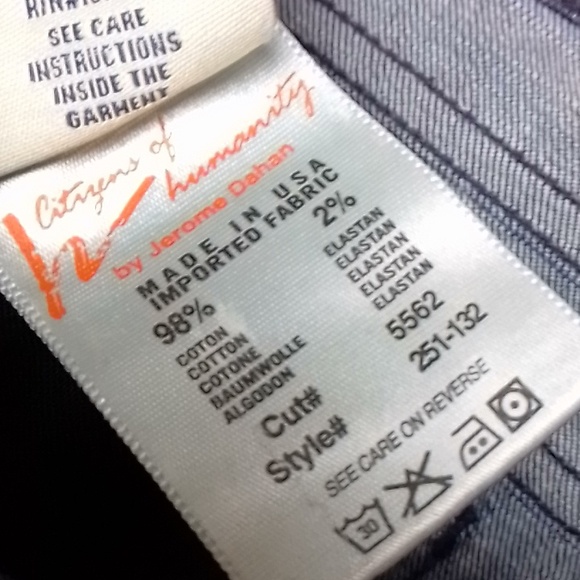 SEE CARE
INSTRUCTIONS
INSIDE THE
GARMENT
Citizens of
humanity
by Jerome Dahan
MADE IN USA
IMPORTED FABRIC
98% 2%
COTON ELASTAN
COTTON ELASTAN
COTONE ELASTAN
BAUMWOLLE ELASTAN
ALGODON ELASTAN
Cut# 5562
Style# 251-132
SEE CARE ON REVERSE
30